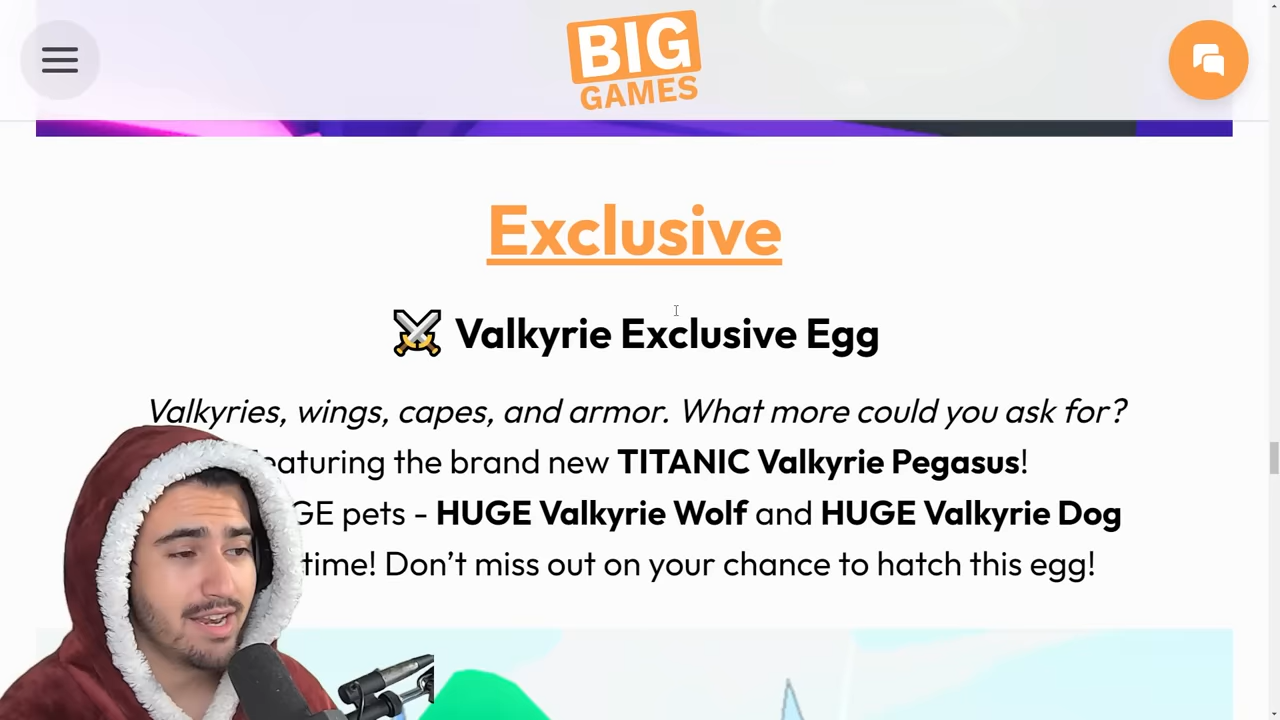 BIG
GAMES
Exclusive
Valkyrie Exclusive Egg
Valkyries, wings, capes, and armor. What more could you ask for?
the brand new TITANIC Valkyrie Pegasus!
pets - HUGE Valkyrie Wolf and HUGE Valkyrie Dog
time! Don’t miss out on your chance to hatch this egg!